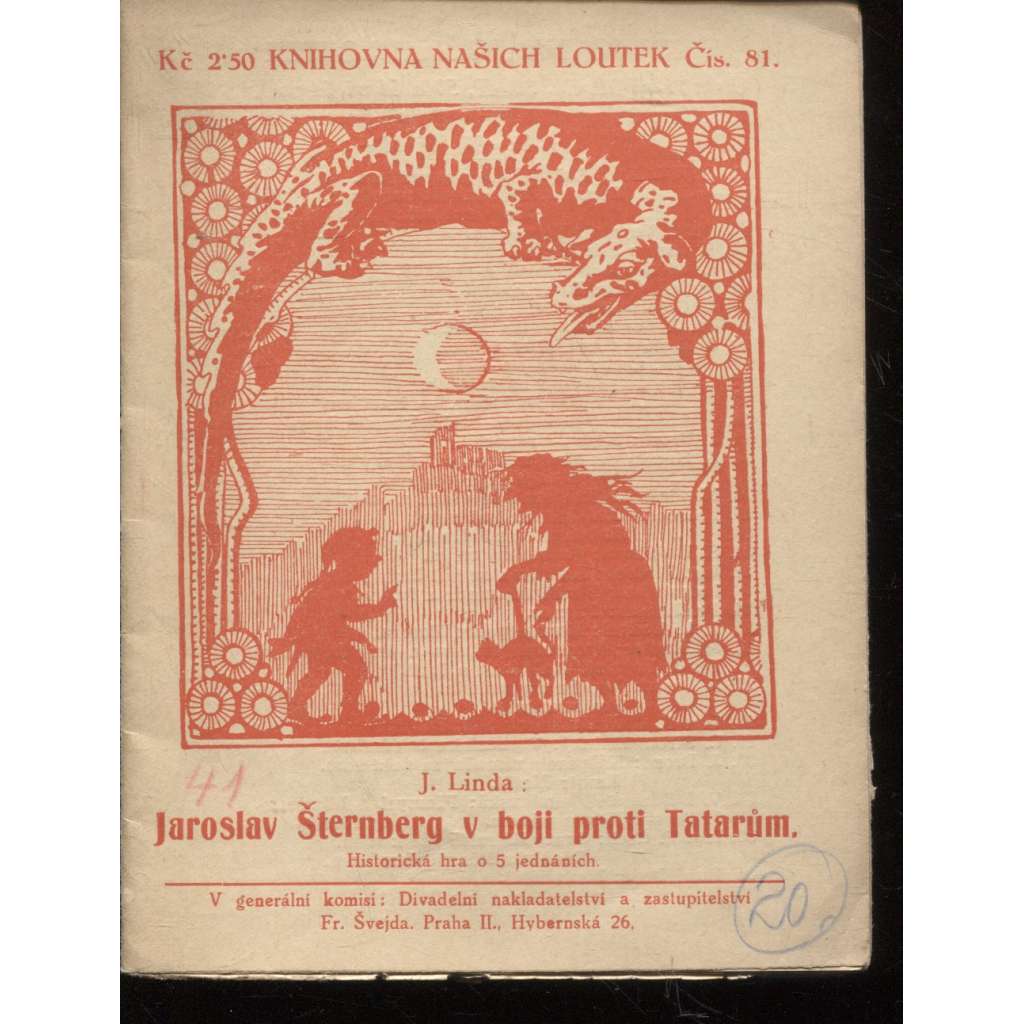 Kč 2·50 KNIHOVNA NAŠICH LOUTEK Čís. 81.
41
J. Linda :
Jaroslav Šternberg v boji proti Tatarům.
Historická hra o 5 jednáních.
V generální komisi: Divadelní nakladatelství a zastupitelství
Fr. Švejda. Praha II., Hybernská 26,
20,